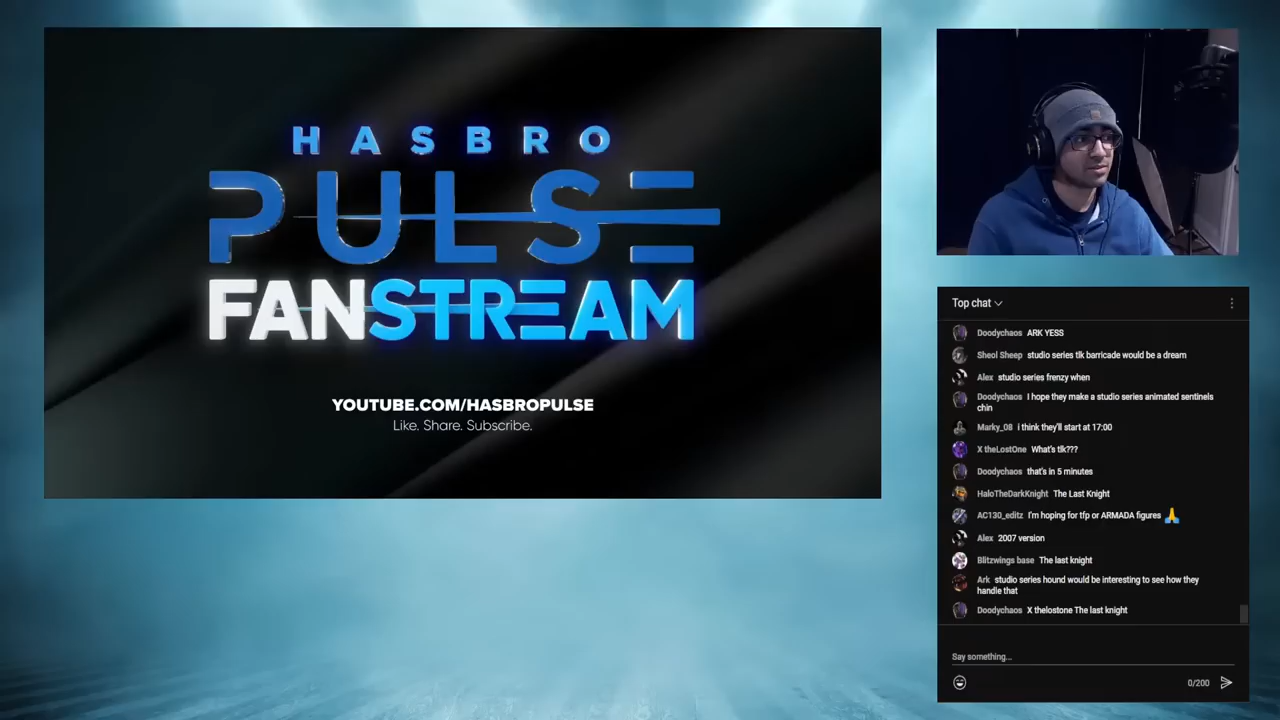 HASBRO
PULSE
FANSTREAM
YOUTUBE.COM/HASBROPULSE
Like. Share. Subscribe.
Top chat
Doodychaos ARK YESS
Sheol Sheep studio series tlk barricade would be a dream
Alex studio series frenzy when
Doodychaos I hope they make a studio series animated sentinels
chin
Marky_08 i think they'll start at 17:00
X theLostOne What's tlk???
Doodychaos that's in 5 minutes
HaloTheDarkKnight The Last Knight
AC130_editz I'm hoping for tfp or ARMADA figures 🙏
Alex 2007 version
Blitzwings base The last knight
Ark studio series hound would be interesting to see how they
handle that
Doodychaos X thelostone The last knight
Say something...
0/200